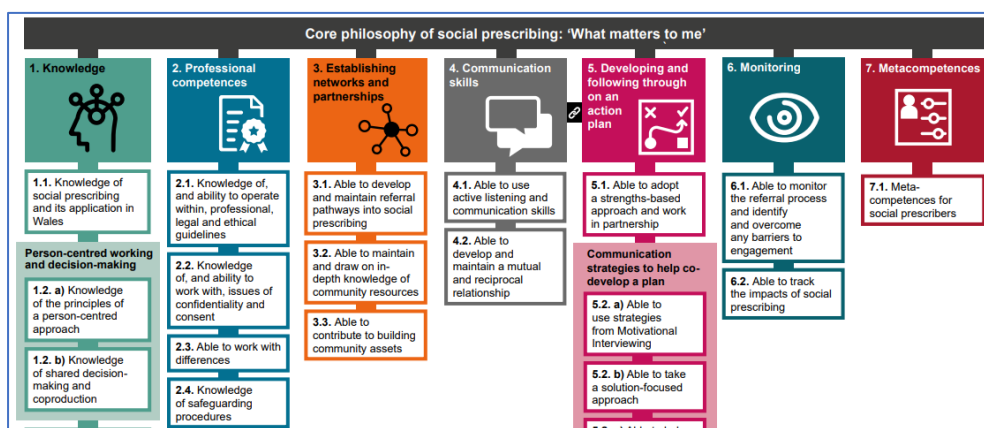 Core philosophy of social prescribing: ‘What matters to me’
1. Knowledge
2. Professional
competences
3. Establishing
networks and
partnerships
4. Communication
skills
5. Developing and
following through
on an
action
plan
6. Monitoring
7. Metacompetences
1.1. Knowledge of
social prescribing
and its application in
Wales
Person-centred working
and decision-making
1.2. a) Knowledge
of the principles of
a person-centred
approach
1.2. b) Knowledge
of shared decision-
making and
coproduction
2.1. Knowledge of,
and ability to operate
within, professional,
legal and ethical
guidelines
2.2. Knowledge
of, and ability to
work with, issues of
confidentiality and
consent
2.3. Able to work with
differences
2.4. Knowledge
of safeguarding
procedures
3.1. Able to develop
and maintain referral
pathways into social
prescribing
3.2. Able to maintain
and draw on in-
depth knowledge of
community resources
3.3. Able to
contribute to building
community assets
4.1. Able to use
active listening and
communication skills
4.2. Able to
develop and
maintain a mutual
and reciprocal
relationship
5.1. Able to adopt
a strengths-based
approach and work
in partnership
Communication
strategies to help co-
develop a plan
5.2. a) Able to
use strategies
from Motivational
Interviewing
5.2. b) Able to take
a solution-focused
approach
6.1. Able to monitor
the referral process
and identify
and overcome
any barriers to
engagement
6.2. Able to track
the impacts of social
prescribing
7.1. Meta-
competences for
social prescribers